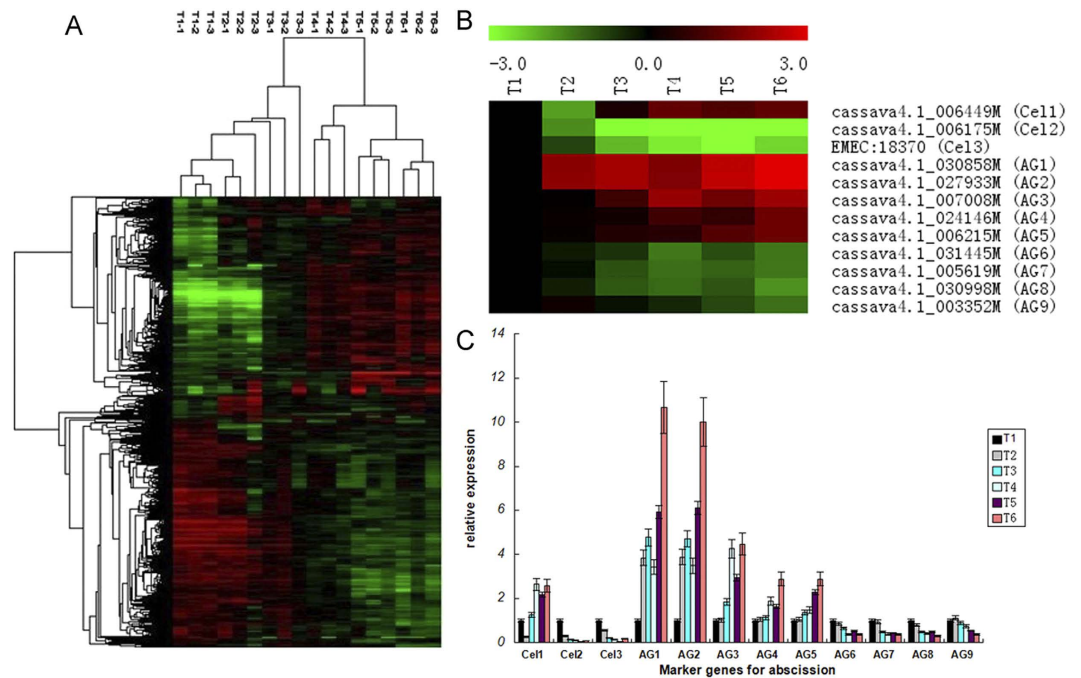 A
T1-1 T1-2 T1-3 T2-1 T2-2 T2-3 T3-1 T3-2 T3-3 T4-1 T4-2 T4-3 T5-1 T5-2 T5-3 T6-1 T6-2 T6-3
B
-3.0 0.0 3.0
T1 T2 T3 T4 T5 T6
cassava4.1_006449M (Cel1)
cassava4.1_006175M (Cel2)
EMEC:18370 (Cel3)
cassava4.1_030858M (AG1)
cassava4.1_027933M (AG2)
cassava4.1_007008M (AG3)
cassava4.1_024146M (AG4)
cassava4.1_006215M (AG5)
cassava4.1_031445M (AG6)
cassava4.1_005619M (AG7)
cassava4.1_030998M (AG8)
cassava4.1_003352M (AG9)
C
relative expression
14
12
10
8
6
4
2
0
Cel1 Cel2 Cel3 AG1 AG2 AG3 AG4 AG5 AG6 AG7 AG8 AG9
Marker genes for abscission
T1
T2
T3
T4
T5
T6